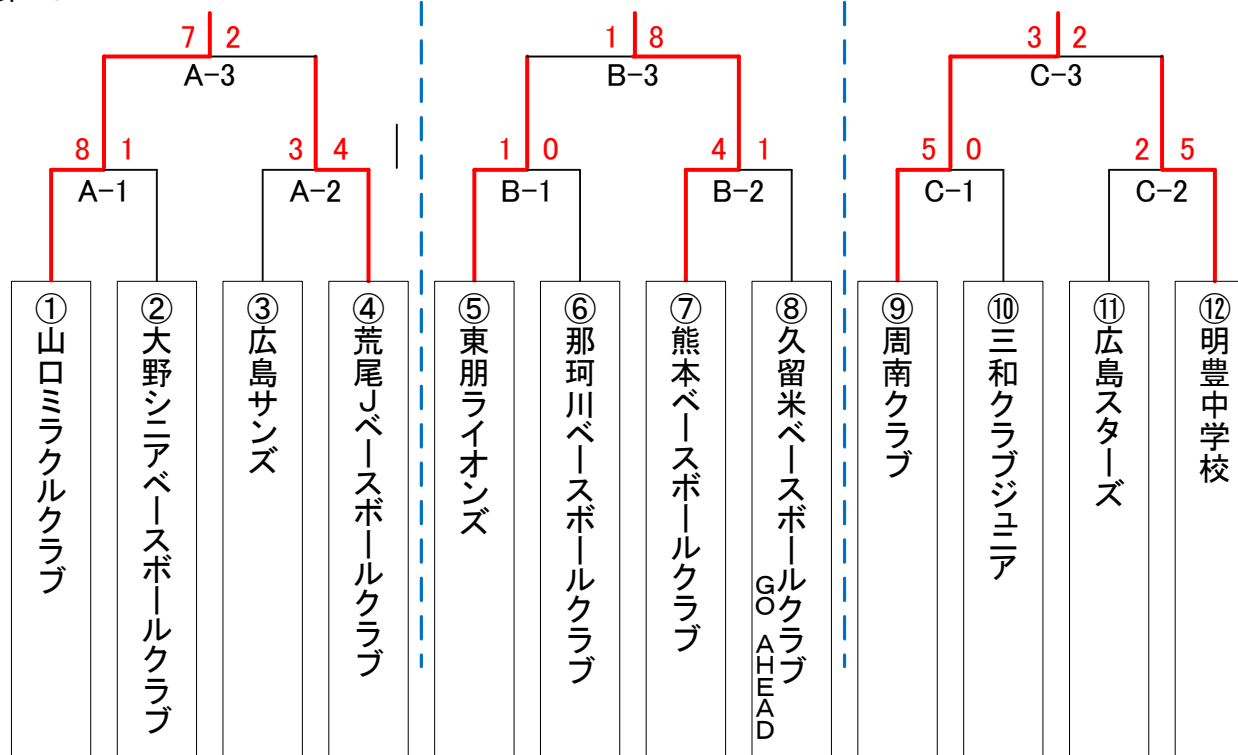 7 2
1 8
3 2
A-3
B-3
C-3
8 1
3 4
1 0
4 1
5 0
2 5
A-1
A-2
B-1
B-2
C-1
C-2
①山口ミラクルクラブ
②大野シニアベースボールクラブ
③広島サンズ
④荒尾Jベースボールクラブ
⑤東朋ライオンズ
⑥那珂川ベースボールクラブ
⑦熊本ベースボールクラブ
⑧久留米ベースボールクラブ
GO AHEAD
⑨周南クラブ
⑩三和クラブジュニア
⑪広島スターズ
⑫明豊中学校